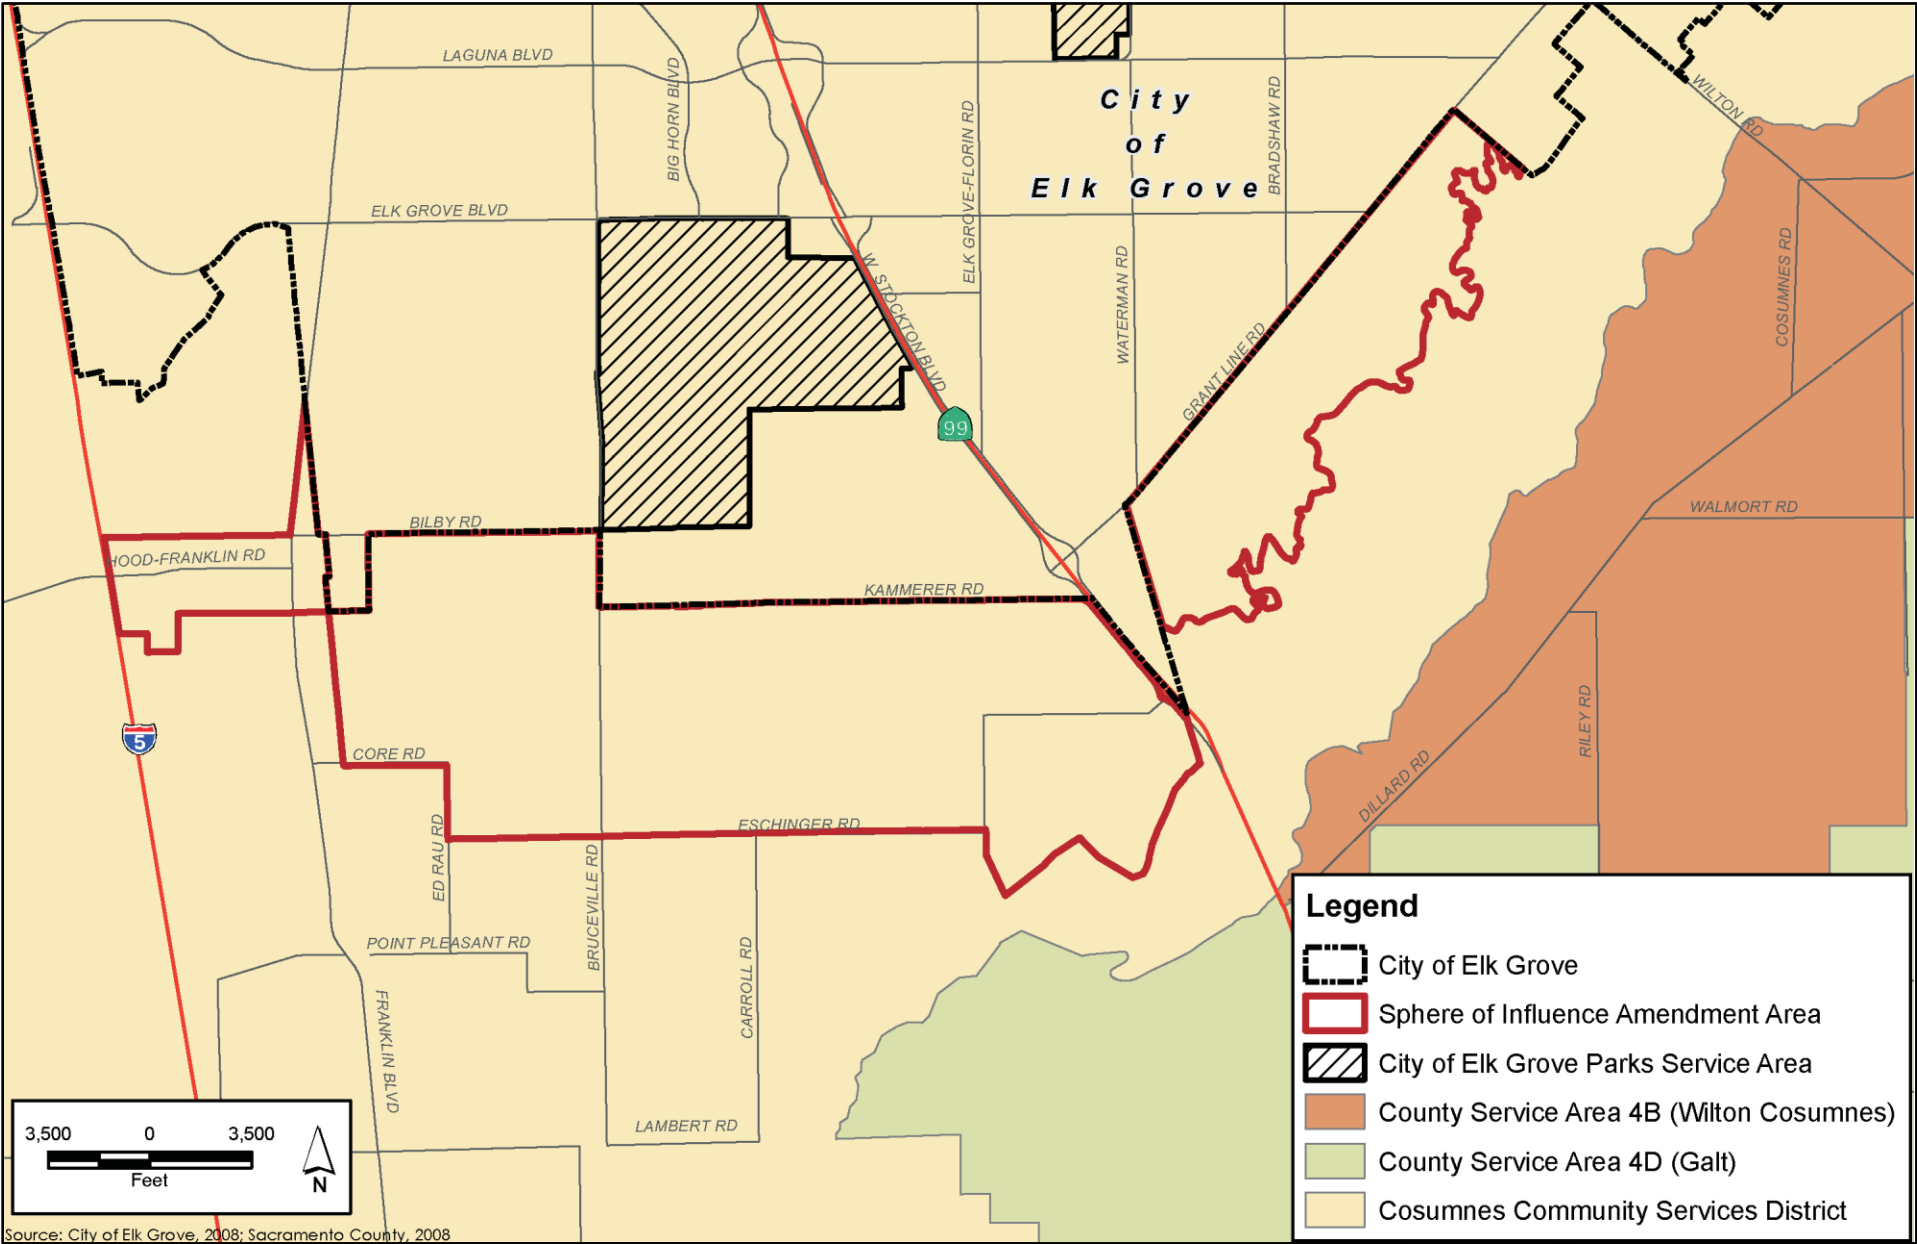 LAGUNA BLVD
BIG HORN BLVD
ELK GROVE-FLORIN RD
City
of
Elk Grove
BRADSHAW RD
WILTON RD
ELK GROVE BLVD
W STOCKTON BLVD
WATERMAN RD
GRANT LINE RD
COSUMNES RD
99
BILBY RD
HOOD-FRANKLIN RD
KAMMERER RD
WALMORT RD
5
CORE RD
RILEY RD
DILLARD RD
ED RAU RD
ESCHINGER RD
BRUCEVILLE RD
POINT PLEASANT RD
CARROLL RD
FRANKLIN BLVD
LAMBERT RD
3,500 0 3,500
Feet
N
Source: City of Elk Grove, 2008; Sacramento County, 2008
Legend
City of Elk Grove
Sphere of Influence Amendment Area
City of Elk Grove Parks Service Area
County Service Area 4B (Wilton Cosumnes)
County Service Area 4D (Galt)
Cosumnes Community Services District